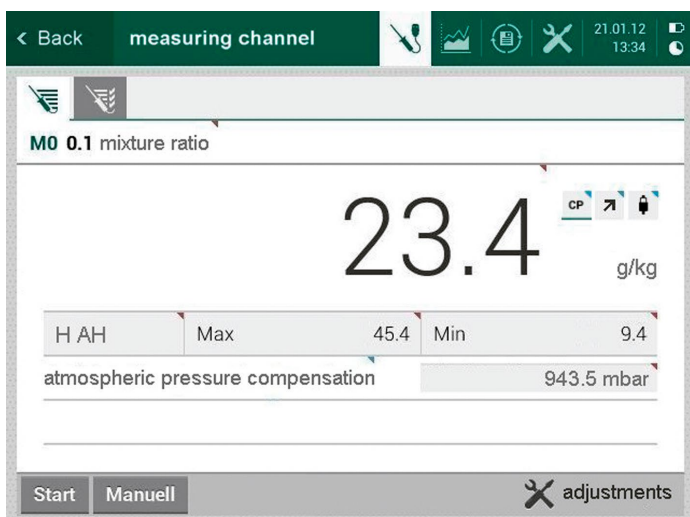 < Back measuring channel 21.01.12
13:34
M0 0.1 mixture ratio
23.4 CP
g/kg
H AH Max 45.4 Min 9.4
atmospheric pressure compensation 943.5 mbar
Start Manuell adjustments